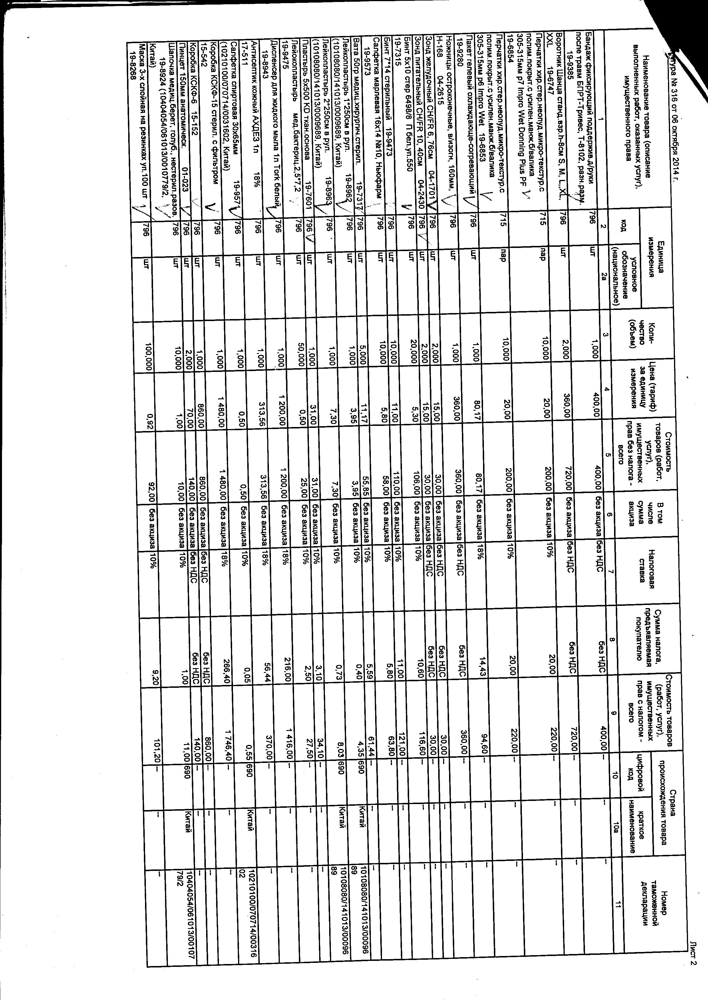 Лист 2
тура № 316 от 06 октября 2014 г.
Наименование товара (описание выполненных работ, оказанных услуг), имущественного права
Единица измерения
код
условное обозначение (национальное)
Коли-чество (объем)
Цена (тариф) за единицу измерения
Стоимость товаров (работ, услуг), имущественных прав без налога - всего
В том числе сумма акциза
Налоговая ставка
Сумма налога, предъявляемая покупателю
Стоимость товаров (работ, услуг), имущественных прав с налогом - всего
Страна происхождения товара
цифровой код
краткое наименование
Номер таможенной декларации
1 2 2а 3 4 5 6 7 8 9 10 10а 11
Бандаж фиксирующий поддержив.д/руки
после травм БПРТ-Тривес, Т-8102, разн.разм.
19-9385 796 шт 1,000 400,00 400,00 без акциза без НДС без НДС 400,00 -- -- --
Воротник Шанца станд.взр.h-8см S, M, L,,XL,
XXL 19-6747 796 шт 2,000 360,00 720,00 без акциза без НДС без НДС 720,00 -- -- --
Перчатки хир.стер.неопуд.микро-текстур.с
полим.покрыт.с усилен.манж.б/валика
305-315мм р7 Impro Wet Donning Plus PF
19-6854 715 пар 10,000 20,00 200,00 без акциза 10% 20,00 220,00 -- -- --
Перчатки хир.стер.неопуд.микро-текстур.с
полим.покрыт.с усилен.манж.б/валика
305-315мм р6 Impro Wet 19-6853 715 пар 10,000 20,00 200,00 без акциза 10% 20,00 220,00 -- -- --
Пакет гелевый охлаждающе-согревающий
19-9280 796 шт 1,000 80,17 80,17 без акциза 18% 14,43 94,60 -- -- --
Ножницы остроконечные, в/изогн, 160мм,
Н-168 04-2615 796 шт 1,000 360,00 360,00 без акциза без НДС без НДС 360,00 -- -- --
Зонд желудочный CH/FR 6, 76см 04-1701 796 шт 2,000 15,00 30,00 без акциза без НДС без НДС 30,00 -- -- --
Зонд питательный CH/FR 10, 40см 04-2430 796 шт 2,000 15,00 30,00 без акциза без НДС без НДС 30,00 -- -- --
Бинт 5х10 стер 6498/8 П бел.уп.550
19-7315 796 шт 20,000 5,30 106,00 без акциза 10% 10,60 116,60 -- -- --
Бинт 7*14 стерильный 19-9473 796 шт 10,000 11,00 110,00 без акциза 10% 11,00 121,00 -- -- --
Салфетка марлевая 16х14 №10, Ньюфарм
19-9573 796 шт 10,000 5,80 58,00 без акциза 10% 5,80 63,80 -- -- --
Вата 50гр медиц.хирургич.стерил. 19-7317 796 шт 5,000 11,17 55,85 без акциза 10% 5,59 61,44 -- -- --
Лейкопластырь 1*250см в рул. 19-8962
(10108080/141013/0009689, Китай) 796 шт 1,000 3,95 3,95 без акциза 10% 0,40 4,35 690 Китай 10108080/141013/00096
89
Лейкопластырь 2*250см в рул. 19-8963
(10108080/141013/0009689, Китай) 796 шт 1,000 7,30 7,30 без акциза 10% 0,73 8,03 690 Китай 10108080/141013/00096
89
Пластырь 5х500 KD ткан.основа 19-7601 796 шт 1,000 31,00 31,00 без акциза 10% 3,10 34,10 -- -- --
Лейкопластырь мед.бактериц.2,5*7,2
19-9475 796 шт 50,000 0,50 25,00 без акциза 10% 2,50 27,50 -- -- --
Диспенсер для жидкого мыла 1л Tork белый
19-8943 796 шт 1,000 1 200,00 1 200,00 без акциза 18% 216,00 1 416,00 -- -- --
Антисептик кожный АХДЕЗ 1л 18%
17-511 796 шт 1,000 313,56 313,56 без акциза 18% 56,44 370,00 -- -- --
Салфетка спиртовая 30х65мм 19-9571
(10210100/070714/0031602, Китай) 796 шт 1,000 0,50 0,50 без акциза 10% 0,05 0,55 690 Китай 10210100/070714/00316
02
Коробка КСКФ-15 стерил. с фильтром
15-542 796 шт 1,000 1 480,00 1 480,00 без акциза 18% 266,40 1 746,40 -- -- --
Коробка КСКФ-6 15-152 796 шт 1,000 860,00 860,00 без акциза без НДС без НДС 860,00 -- -- --
Пинцет 150мм анатомическ. 01-023 796 шт 2,000 70,00 140,00 без акциза без НДС без НДС 140,00 -- -- --
Шапочка медиц.берет, голуб., нестерил.разов.
19-8924 (10404054/061013/0010779/2,
Китай) 796 шт 10,000 1,00 10,00 без акциза 10% 1,00 11,00 690 Китай 10404054/061013/00107
79/2
Маска 3-х слойная на резинках уп.100 шт
19-8268 796 шт 100,000 0,92 92,00 без акциза 10% 9,20 101,20 -- -- --